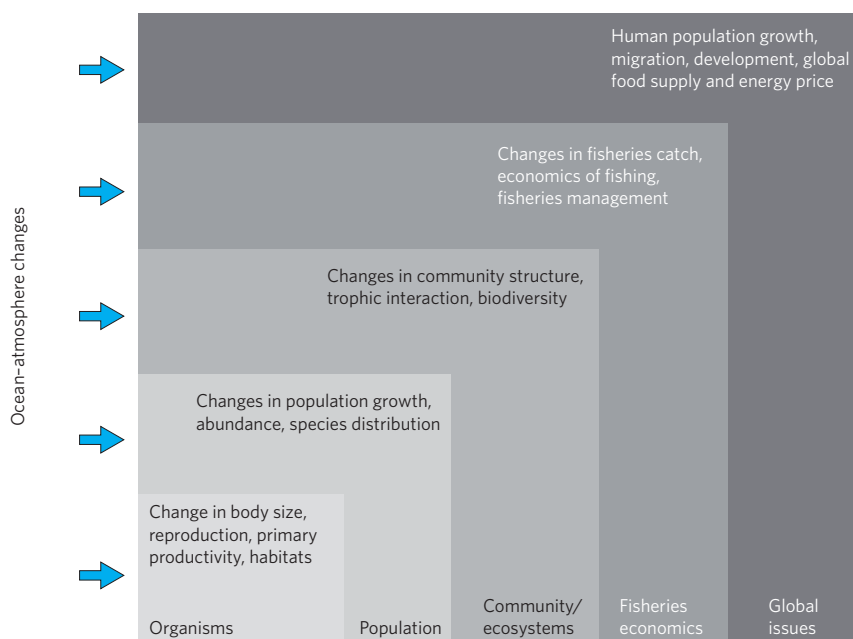 Ocean–atmosphere changes
Human population growth,
migration, development, global
food supply and energy price
Changes in fisheries catch,
economics of fishing,
fisheries management
Changes in community structure,
trophic interaction, biodiversity
Changes in population growth,
abundance, species distribution
Change in body size,
reproduction, primary
productivity, habitats
Organisms
Population
Community/
ecosystems
Fisheries
economics
Global
issues